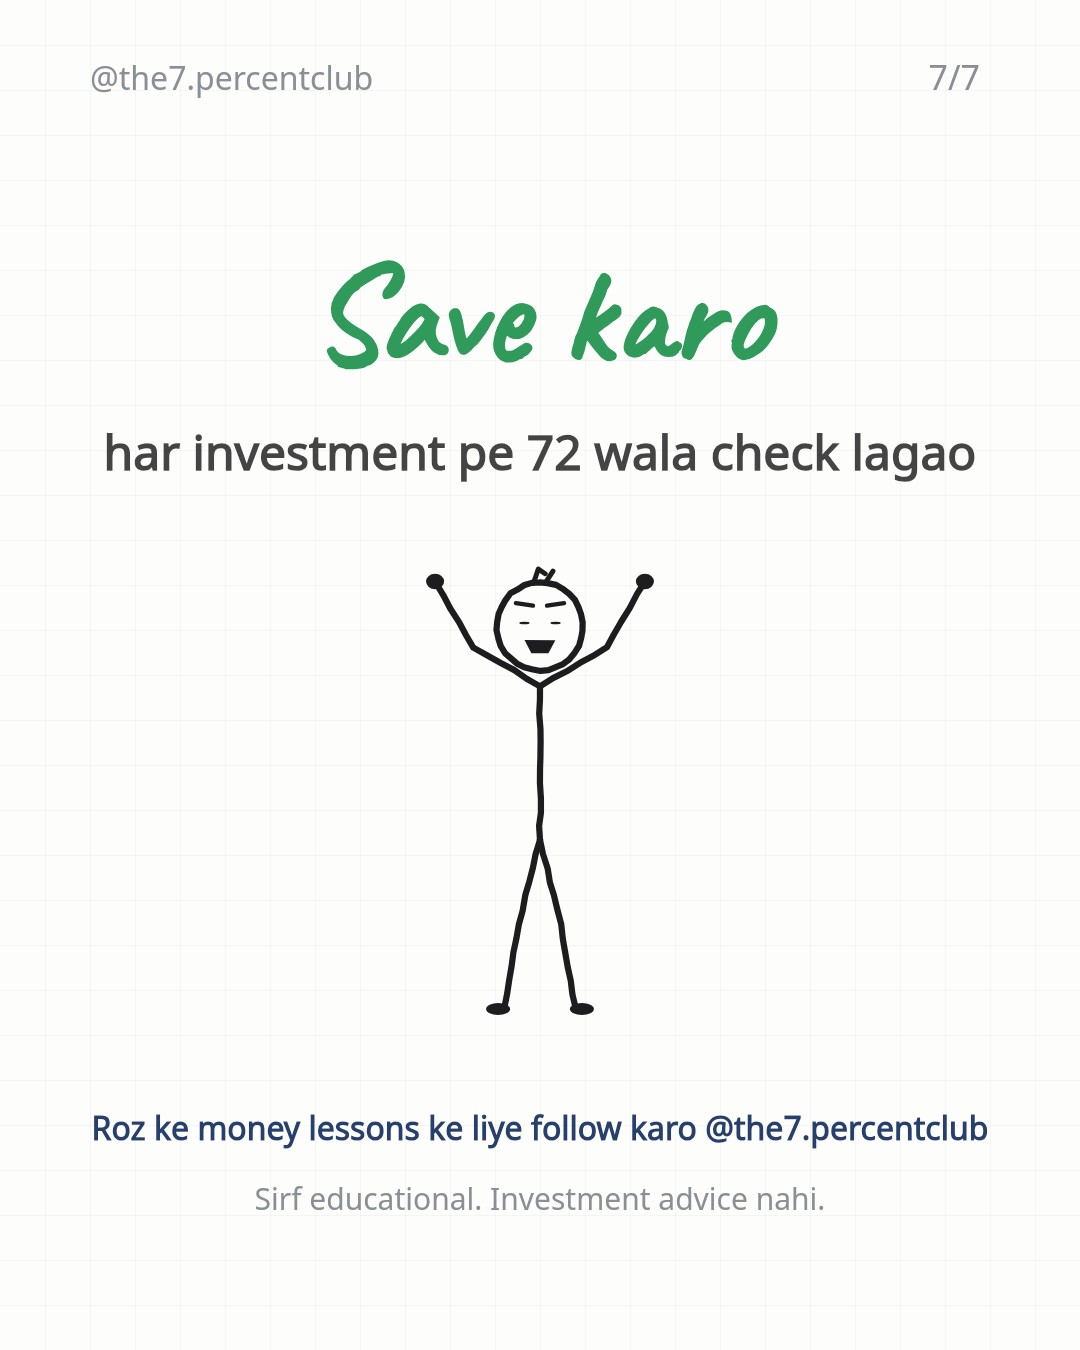 @the7.percentclub
7/7
Save karo
har investment pe 72 wala check lagao
Roz ke money lessons ke liye follow karo @the7.percentclub
Sirf educational. Investment advice nahi.